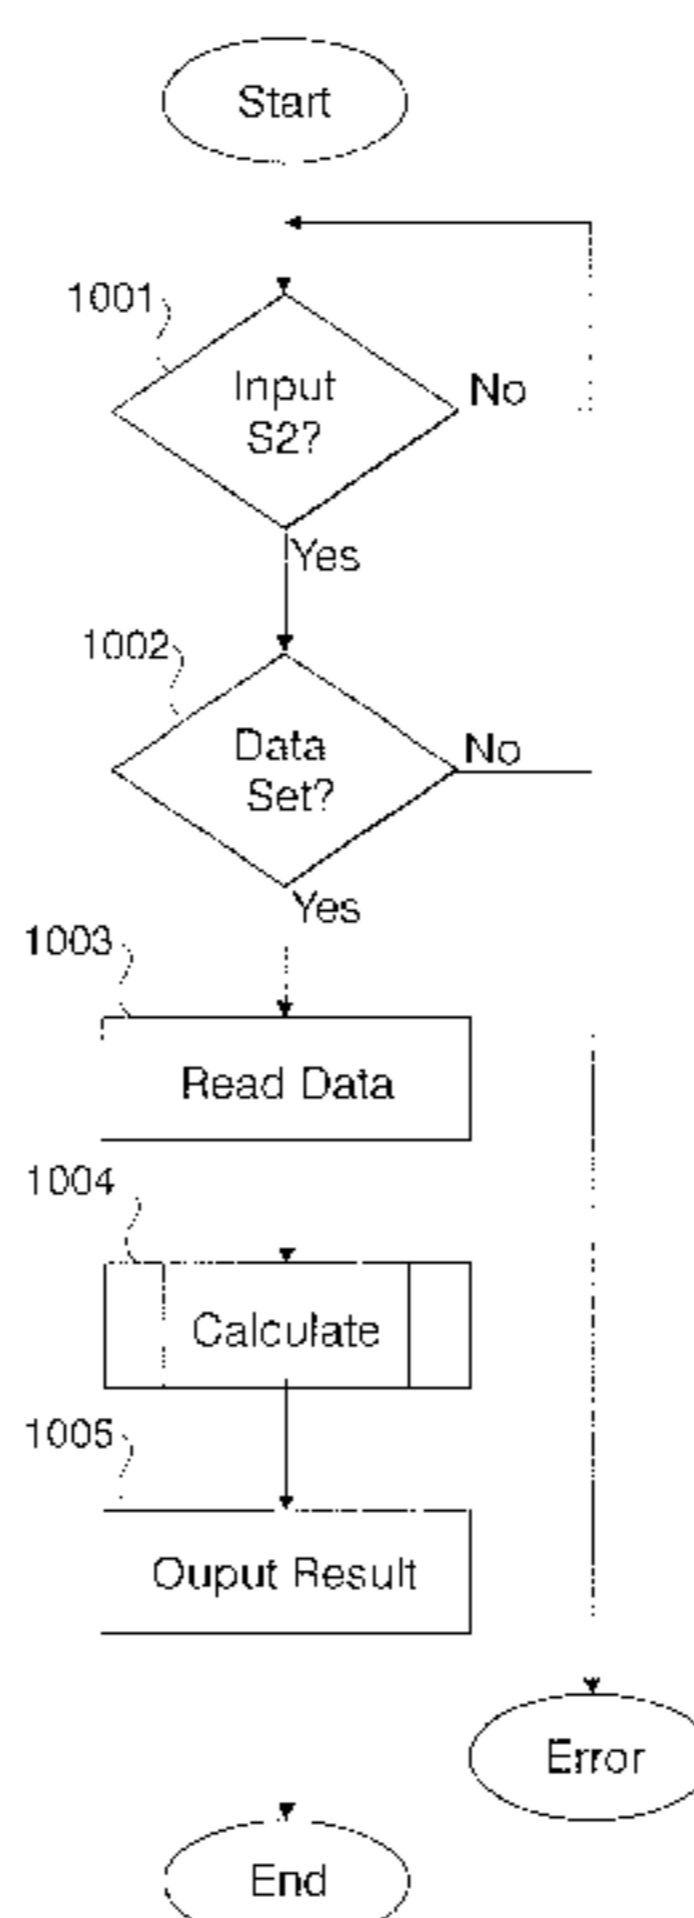 Start
1001
Input
S2?
No
Yes
1002
Data
Set?
No
Yes
1003
Read Data
1004
Calculate
1005
Ouput Result
Error
End